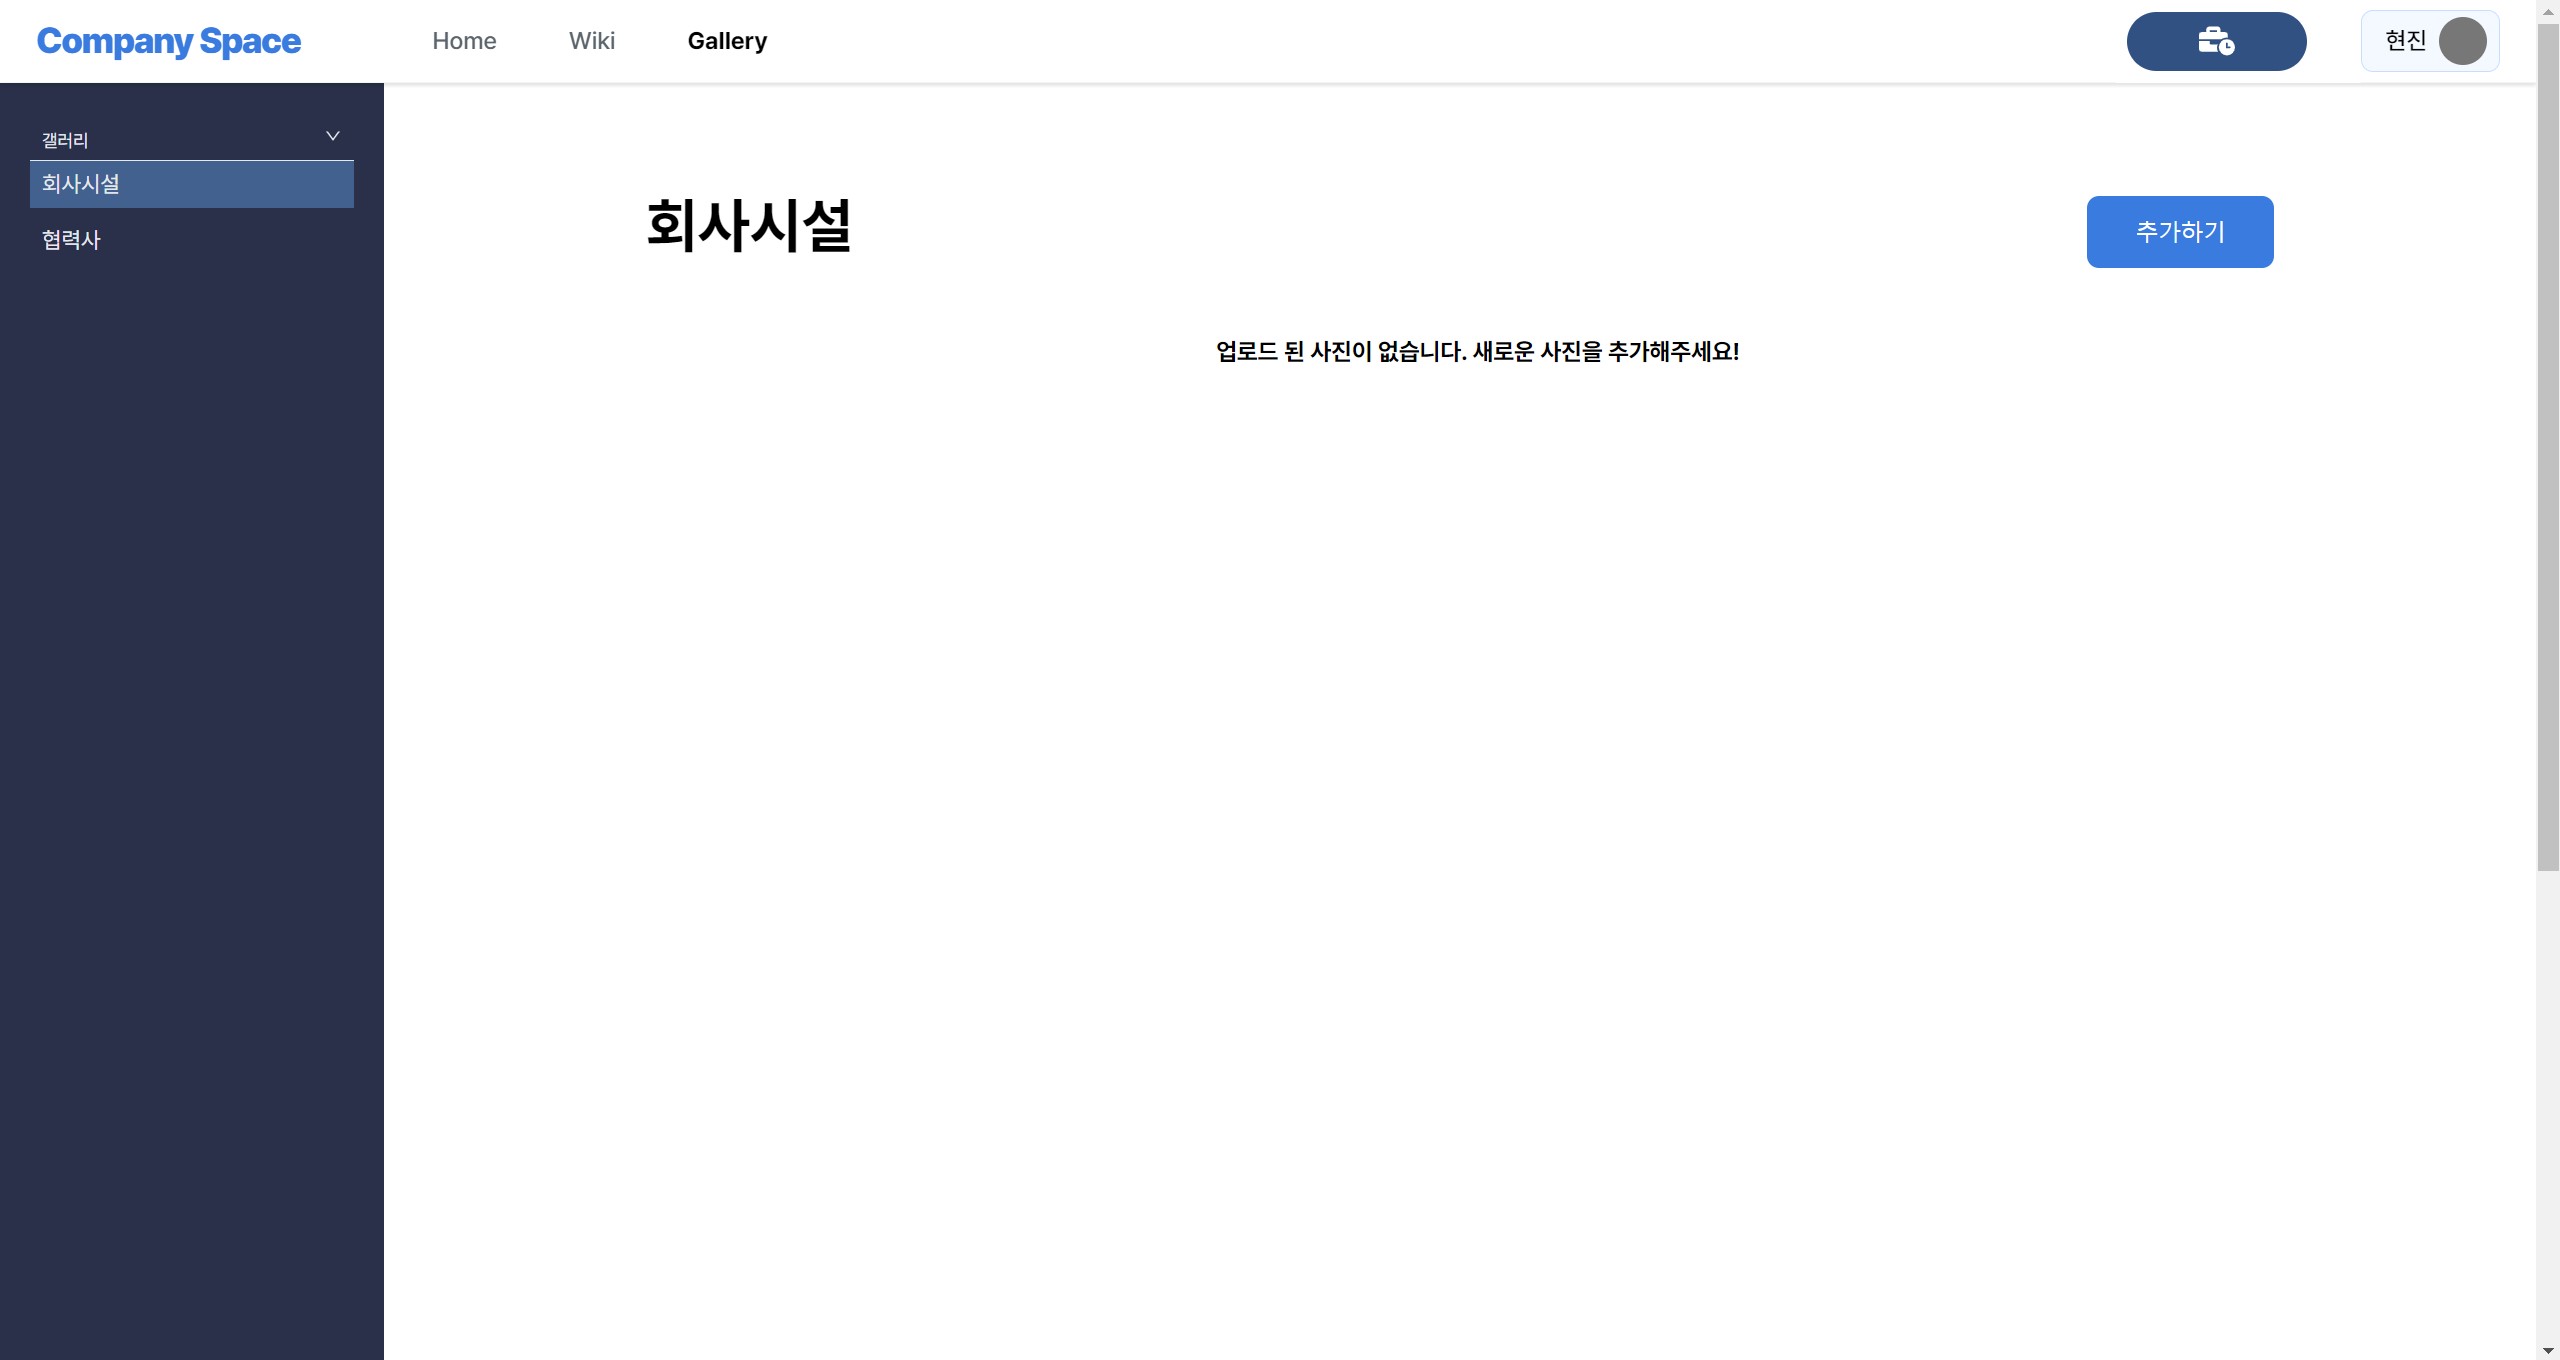 Company Space
Home
Wiki
Gallery
현진
갤러리
회사시설
협력사
회사시설
추가하기
업로드 된 사진이 없습니다. 새로운 사진을 추가해주세요!